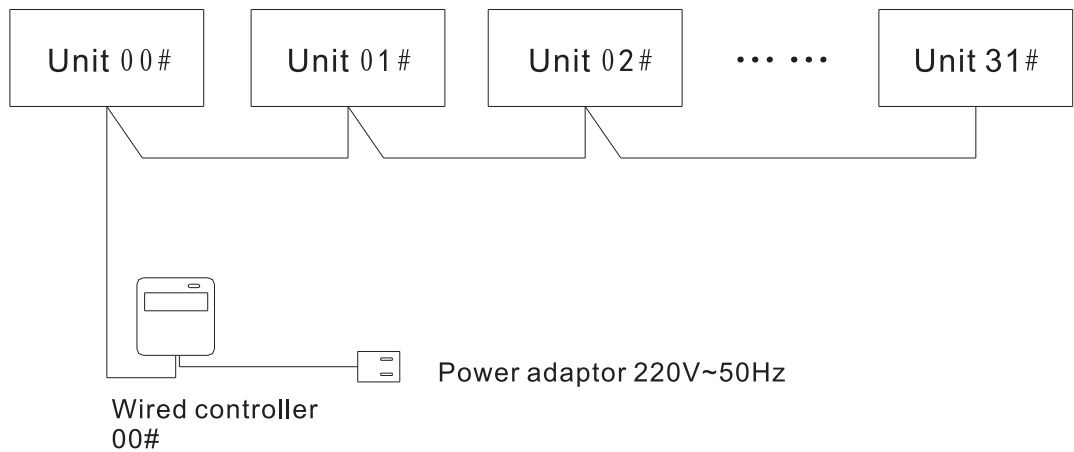 Unit 00#
Unit 01#
Unit 02#
... ...
Unit 31#
Power adaptor 220V~50Hz
Wired controller
00#